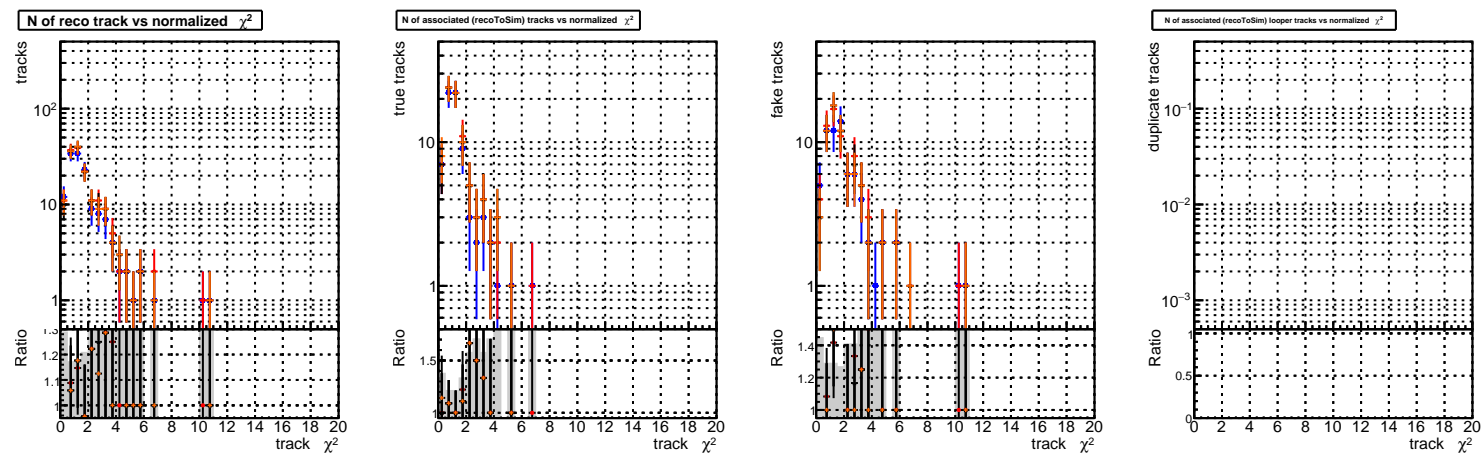 N of reco track vs normalized χ²
tracks
10²
10
1
Ratio
1.3
1.2
1.1
1
0 2 4 6 8 10 12 14 16 18 20
track χ²
N of associated (recoToSim) tracks vs normalized χ²
true tracks
10
1
Ratio
1.5
1
0 2 4 6 8 10 12 14 16 18 20
track χ²
fake tracks
10
1
Ratio
1.4
1.2
1
0 2 4 6 8 10 12 14 16 18 20
track χ²
N of associated (recoToSim) looper tracks vs normalized χ²
duplicate tracks
10⁻¹
10⁻²
10⁻³
Ratio
1
0.5
0
0 2 4 6 8 10 12 14 16 18 20
track χ²